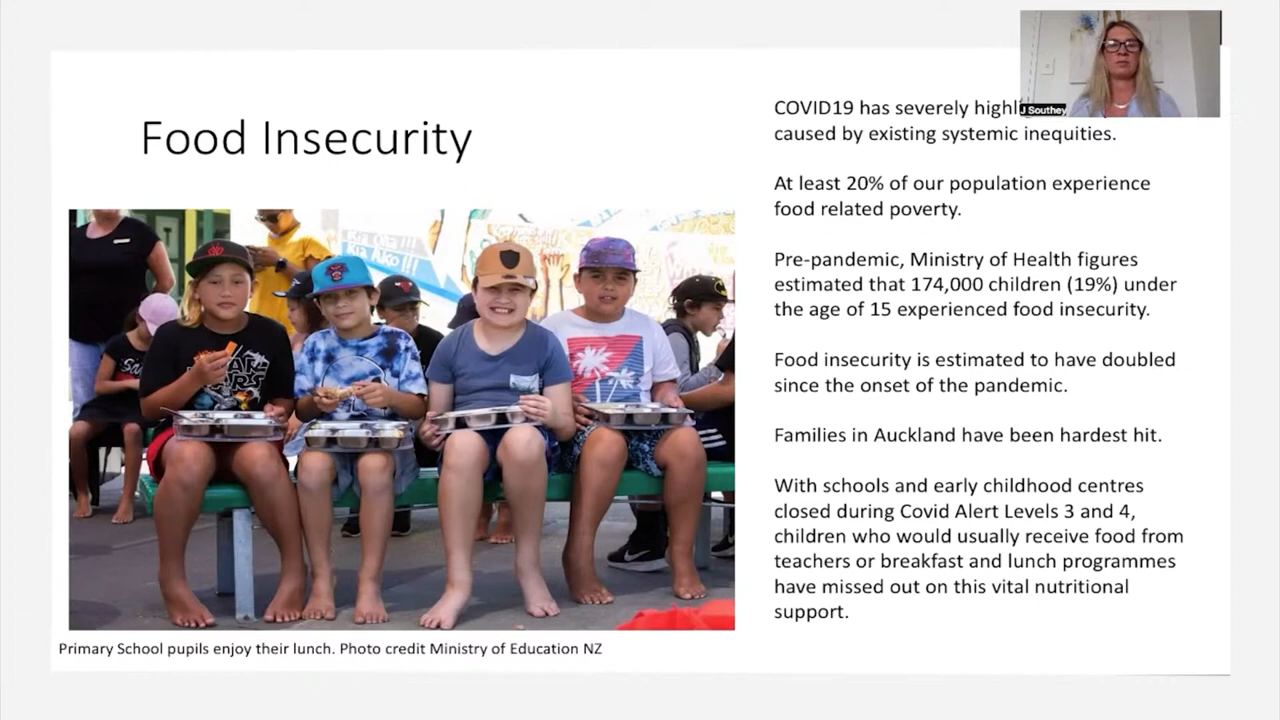 Food Insecurity
Kia Ora !!!
Kia Ako !!!
Primary School pupils enjoy their lunch. Photo credit Ministry of Education NZ
J Southey
COVID19 has severely
caused by existing systemic inequities.
At least 20% of our population experience
food related poverty.
Pre-pandemic, Ministry of Health figures
estimated that 174,000 children (19%) under
the age of 15 experienced food insecurity.
Food insecurity is estimated to have doubled
since the onset of the pandemic.
Families in Auckland have been hardest hit.
With schools and early childhood centres
closed during Covid Alert Levels 3 and 4,
children who would usually receive food from
teachers or breakfast and lunch programmes
have missed out on this vital nutritional
support.